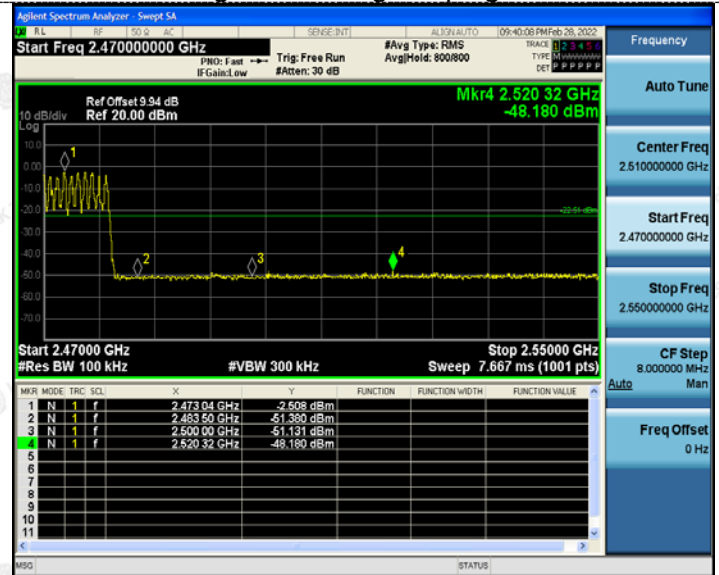 Agilent Spectrum Analyzer - Swept SA
RL RF 50 Ω AC SENSE:INT ALIGNAUTO 09:40:08 PM Feb 28, 2022
Start Freq 2.470000000 GHz
PNO: Fast
IFGain:Low
Trig: Free Run
#Atten: 30 dB
#Avg Type: RMS
Avg|Hold: 800/800
TRACE 1 2 3 4 5 6
TYPE M
DET P P P P P P
Ref Offset 9.94 dB
Ref 20.00 dBm
10 dB/div
Log
Mkr4 2.520 32 GHz
-48.180 dBm
10.0
0.00
-10.0
-20.0
-30.0
-40.0
-50.0
-60.0
-70.0
1
2
3
4
-22.51 dBm
Start 2.47000 GHz Stop 2.55000 GHz
#Res BW 100 kHz #VBW 300 kHz Sweep 7.667 ms (1001 pts)
MKR MODE TRC SCL X Y FUNCTION FUNCTION WIDTH FUNCTION VALUE
1 N 1 f 2.473 04 GHz -2.508 dBm
2 N 1 f 2.483 50 GHz -51.380 dBm
3 N 1 f 2.500 00 GHz -51.131 dBm
4 N 1 f 2.520 32 GHz -48.180 dBm
5
6
7
8
9
10
11
MSG STATUS
Frequency
Auto Tune
Center Freq
2.510000000 GHz
Start Freq
2.470000000 GHz
Stop Freq
2.550000000 GHz
CF Step
8.000000 MHz
Auto Man
Freq Offset
0 Hz